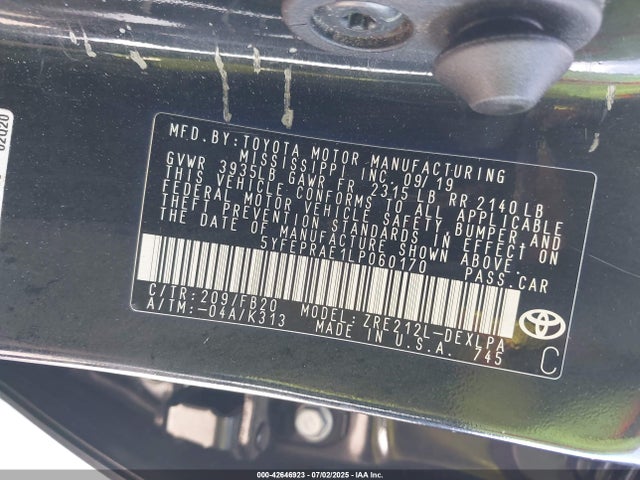 02020
MFD.BY:TOYOTA MOTOR MANUFACTURING
MISSISSIPPI INC.09/19
GVWR 3935LB GAWR FR 2315LB RR 2140LB
THIS VEHICLE CONFORMS TO ALL APPLICABLE
FEDERAL MOTOR VEHICLE SAFETY,BUMPER,AND
THEFT PREVENTION STANDARDS IN EFFECT ON
THE DATE OF MANUFACTURE SHOWN ABOVE.
5YFEPRAE1LP060170 PASS.CAR
C/TR:209/FB20 MODEL:ZRE212L-DEXLPA
A/TM:-04A/K313 MADE IN U.S.A. 745
C
000-42646923 - 07/02/2025 - IAA, Inc.